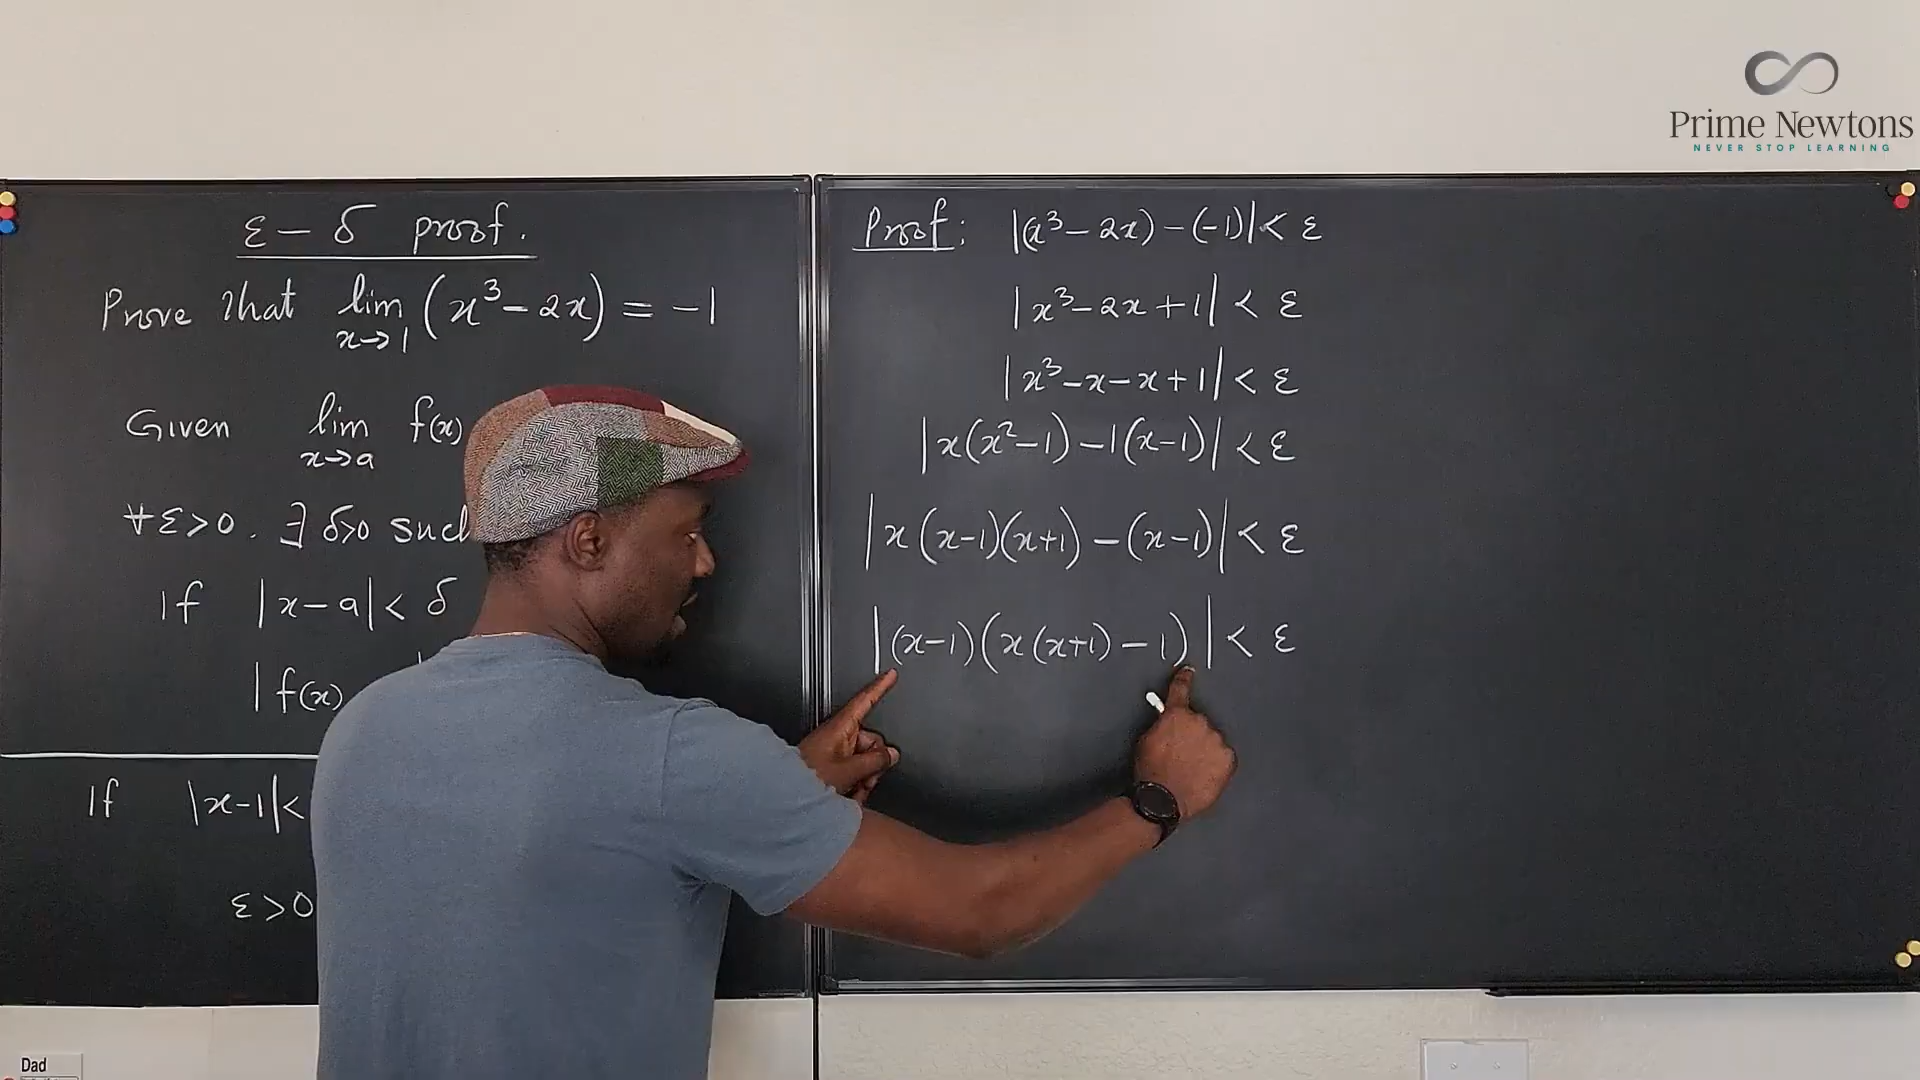 Prime Newtons
NEVER STOP LEARNING
ε – δ proof.
Prove that lim x→1 (x³ – 2x) = –1
Given lim x→a f(x)
∀ε>0. ∃ δ>0 such
If |x – a| < δ
|f(x)
If |x–1|<
ε>0
Proof: |(x³ – 2x) – (–1)| < ε
|x³ – 2x + 1| < ε
|x³ – x – x + 1| < ε
|x(x² – 1) – 1(x – 1)| < ε
|x(x–1)(x+1) – (x–1)| < ε
|(x–1)(x(x+1) – 1)| < ε
Dad